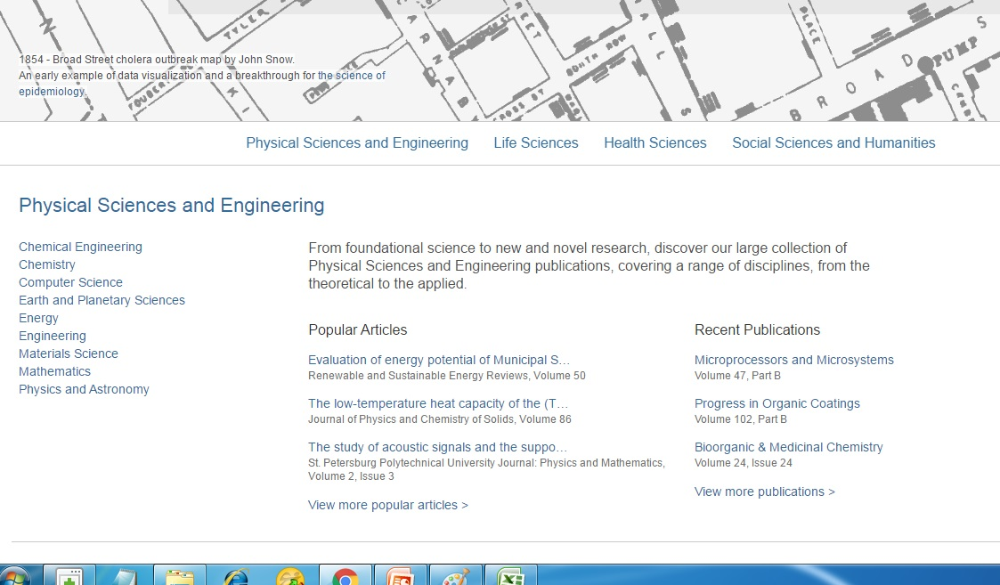 1854 - Broad Street cholera outbreak map by John Snow.
An early example of data visualization and a breakthrough for the science of
epidemiology.
TYLER
ROW
PLACE
BROAD
PUMPS
Physical Sciences and Engineering Life Sciences Health Sciences Social Sciences and Humanities
Physical Sciences and Engineering
Chemical Engineering
Chemistry
Computer Science
Earth and Planetary Sciences
Energy
Engineering
Materials Science
Mathematics
Physics and Astronomy
From foundational science to new and novel research, discover our large collection of
Physical Sciences and Engineering publications, covering a range of disciplines, from the
theoretical to the applied.
Popular Articles
Evaluation of energy potential of Municipal S…
Renewable and Sustainable Energy Reviews, Volume 50
The low-temperature heat capacity of the (T…
Journal of Physics and Chemistry of Solids, Volume 86
The study of acoustic signals and the suppo…
St. Petersburg Polytechnical University Journal: Physics and Mathematics,
Volume 2, Issue 3
View more popular articles >
Recent Publications
Microprocessors and Microsystems
Volume 47, Part B
Progress in Organic Coatings
Volume 102, Part B
Bioorganic & Medicinal Chemistry
Volume 24, Issue 24
View more publications >